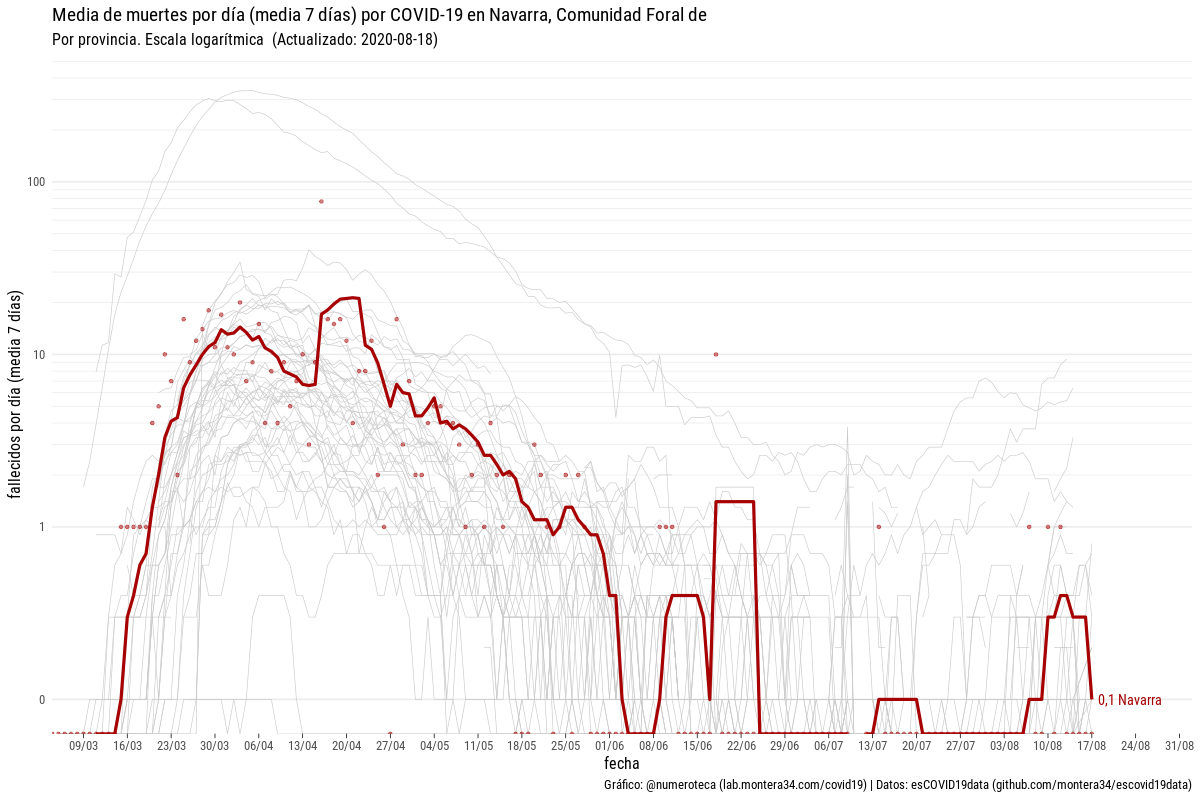 Media de muertes por día (media 7 días) por COVID-19 en Navarra, Comunidad Foral de
Por provincia. Escala logarítmica (Actualizado: 2020-08-18)
fallecidos por día (media 7 días)
100
10
1
0
0,1 Navarra
09/03 16/03 23/03 30/03 06/04 13/04 20/04 27/04 04/05 11/05 18/05 25/05 01/06 08/06 15/06 22/06 29/06 06/07 13/07 20/07 27/07 03/08 10/08 17/08 24/08 31/08
fecha
Gráfico: @numeroteca (lab.montera34.com/covid19) | Datos: esCOVID19data (github.com/montera34/escovid19data)